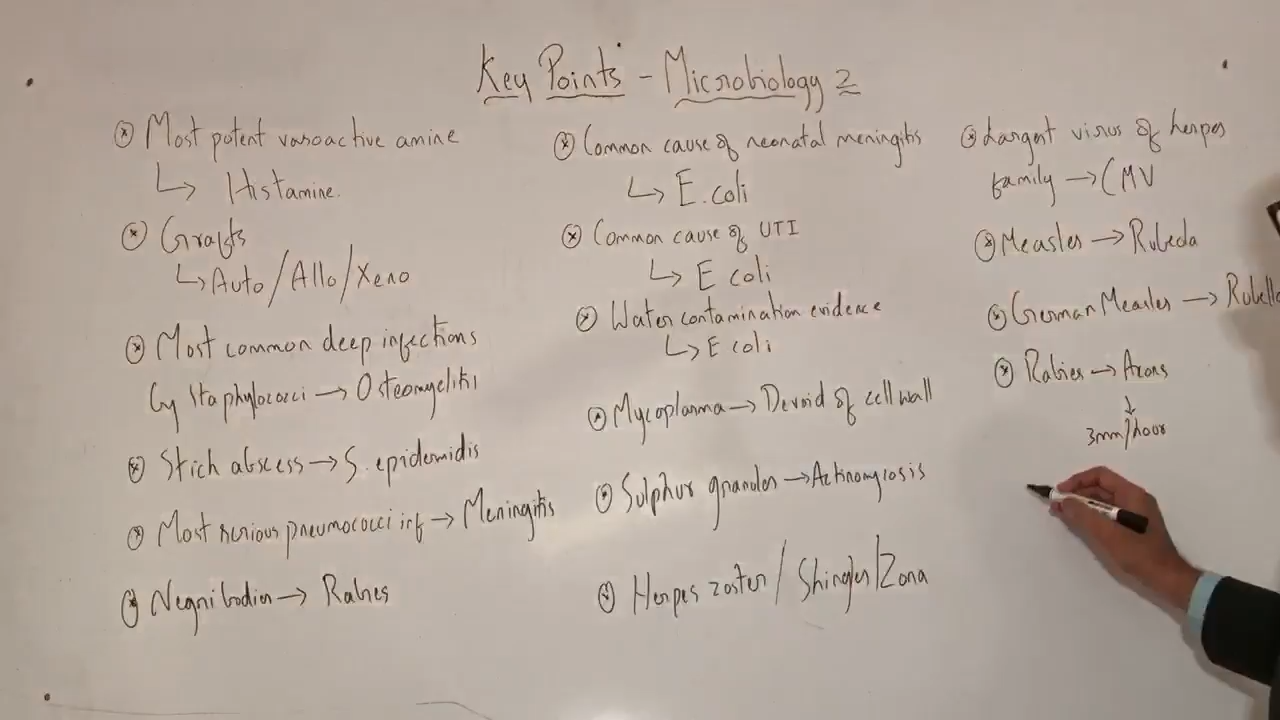 Key Points - Microbiology 2
Most potent vasoactive amine
↳ Histamine.
Grafts
↳ Auto/Allo/Xeno
Most common deep infections
by staphylococci → Osteomyelitis
Stich abscess → S. epidemidis
Most serious pneumococci inf → Meningitis
Negri bodies → Rabies
Common cause of neonatal meningitis
↳ E. coli
Common cause of UTI
↳ E coli
Water contamination evidence
↳ E coli
Mycoplasma → Devoid of cell wall
Sulphur granules → Actinomycosis
Herpes zoster / Shingles / Zona
Largest virus of herpes
family → CMV
Measles → Rubeola
German Measles → Rubella
Rabies → Axons
↓
3mm/hour